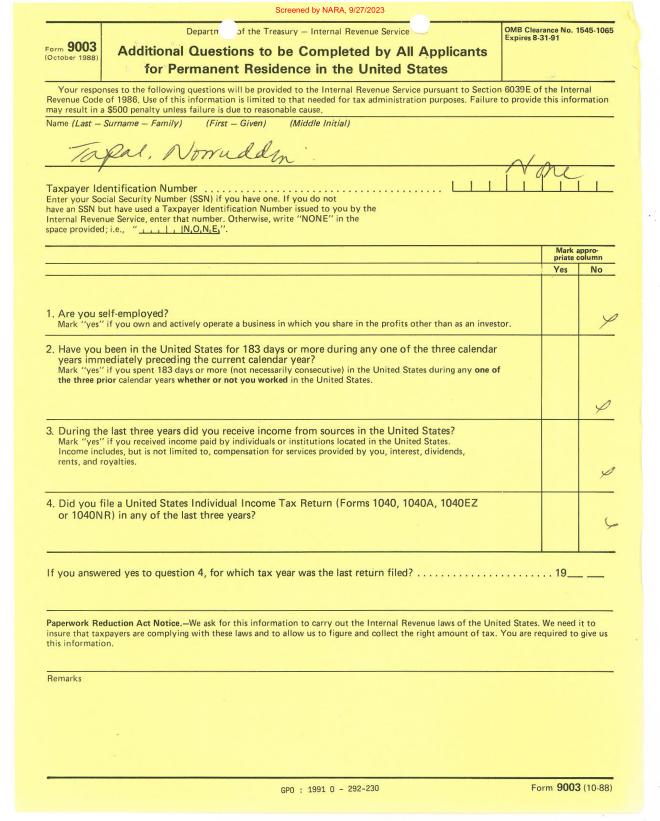 Screened by NARA, 9/27/2023
Form 9003
(October 1988)
Departm of the Treasury — Internal Revenue Service
Additional Questions to be Completed by All Applicants
for Permanent Residence in the United States
OMB Clearance No. 1545-1065
Expires 8-31-91
Your responses to the following questions will be provided to the Internal Revenue Service pursuant to Section 6039E of the Internal
Revenue Code of 1986. Use of this information is limited to that needed for tax administration purposes. Failure to provide this information
may result in a $500 penalty unless failure is due to reasonable cause.
Name (Last — Surname — Family) (First — Given) (Middle Initial)
Tapal, Norruddin
None
Taxpayer Identification Number
Enter your Social Security Number (SSN) if you have one. If you do not
have an SSN but have used a Taxpayer Identification Number issued to you by the
Internal Revenue Service, enter that number. Otherwise, write "NONE" in the
space provided; i.e., " NONE ".
Mark appro-
priate column
Yes No
1. Are you self-employed?
Mark "yes" if you own and actively operate a business in which you share in the profits other than as an investor.
2. Have you been in the United States for 183 days or more during any one of the three calendar
years immediately preceding the current calendar year?
Mark "yes" if you spent 183 days or more (not necessarily consecutive) in the United States during any one of
the three prior calendar years whether or not you worked in the United States.
3. During the last three years did you receive income from sources in the United States?
Mark "yes" if you received income paid by individuals or institutions located in the United States.
Income includes, but is not limited to, compensation for services provided by you, interest, dividends,
rents, and royalties.
4. Did you file a United States Individual Income Tax Return (Forms 1040, 1040A, 1040EZ
or 1040NR) in any of the last three years?
If you answered yes to question 4, for which tax year was the last return filed? 19__ __
Paperwork Reduction Act Notice.—We ask for this information to carry out the Internal Revenue laws of the United States. We need it to
insure that taxpayers are complying with these laws and to allow us to figure and collect the right amount of tax. You are required to give us
this information.
Remarks
GPO : 1991 O - 292-230
Form 9003 (10-88)